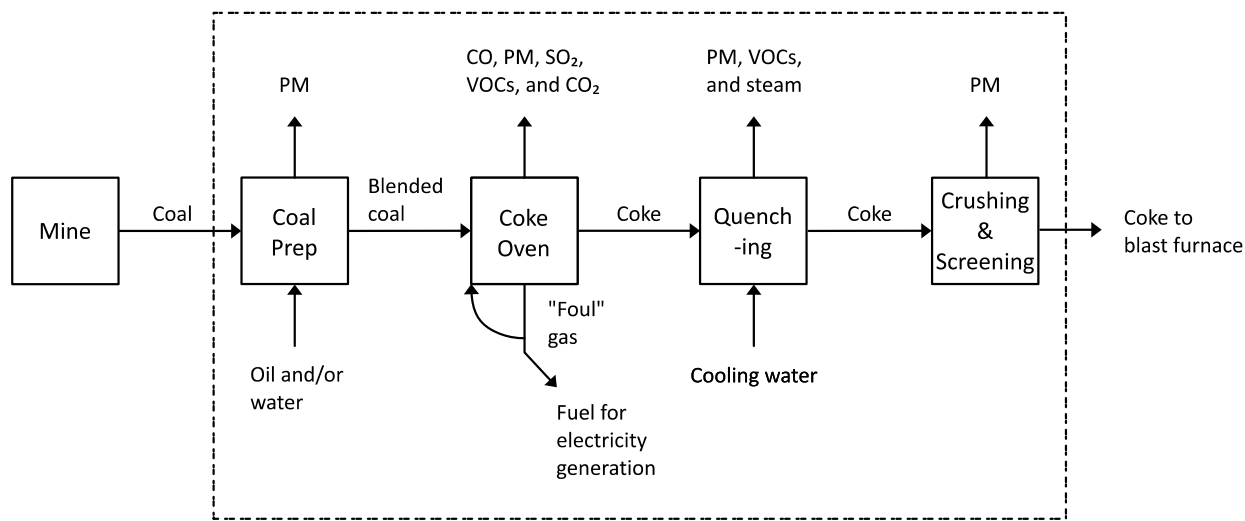 CO, PM, SO₂,
VOCs, and CO₂
PM, VOCs,
and steam
PM
PM
Mine
Coal
Coal
Prep
Blended
coal
Coke
Oven
Coke
Quench
-ing
Coke
Crushing
&
Screening
Coke to
blast furnace
"Foul"
gas
Oil and/or
water
Cooling water
Fuel for
electricity
generation